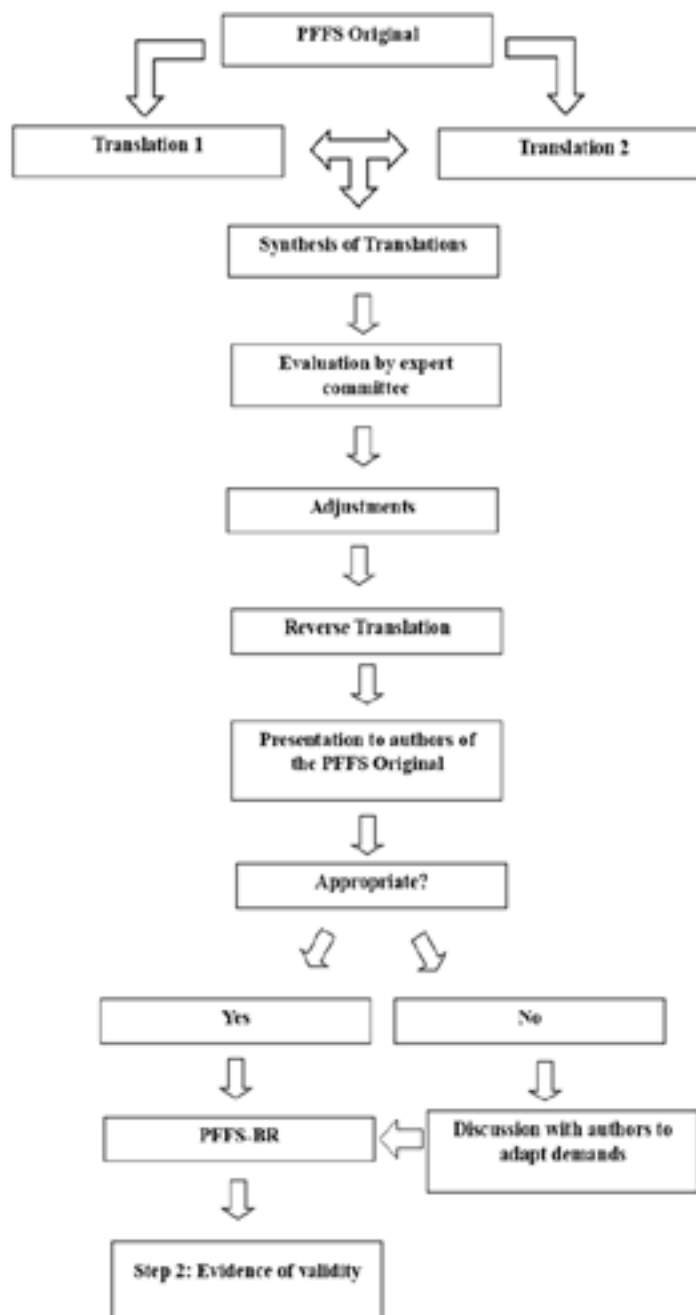 PFFS Original
Translation 1
Translation 2
Synthesis of Translations
Evaluation by expert
committee
Adjustments
Reverse Translation
Presentation to authors of
the PFFS Original
Appropriate?
Yes
No
PFFS-BR
Discussion with authors to
adapt demands
Step 2: Evidence of validity